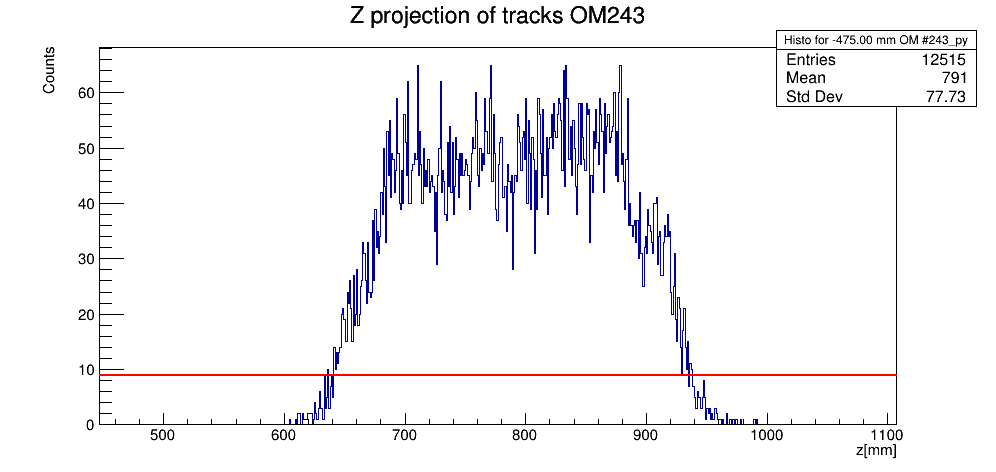 Z projection of tracks OM243
Histo for -475.00 mm OM #243_py
Entries 12515
Mean 791
Std Dev 77.73
Counts
60
50
40
30
20
10
0
500 600 700 800 900 1000 1100
z[mm]